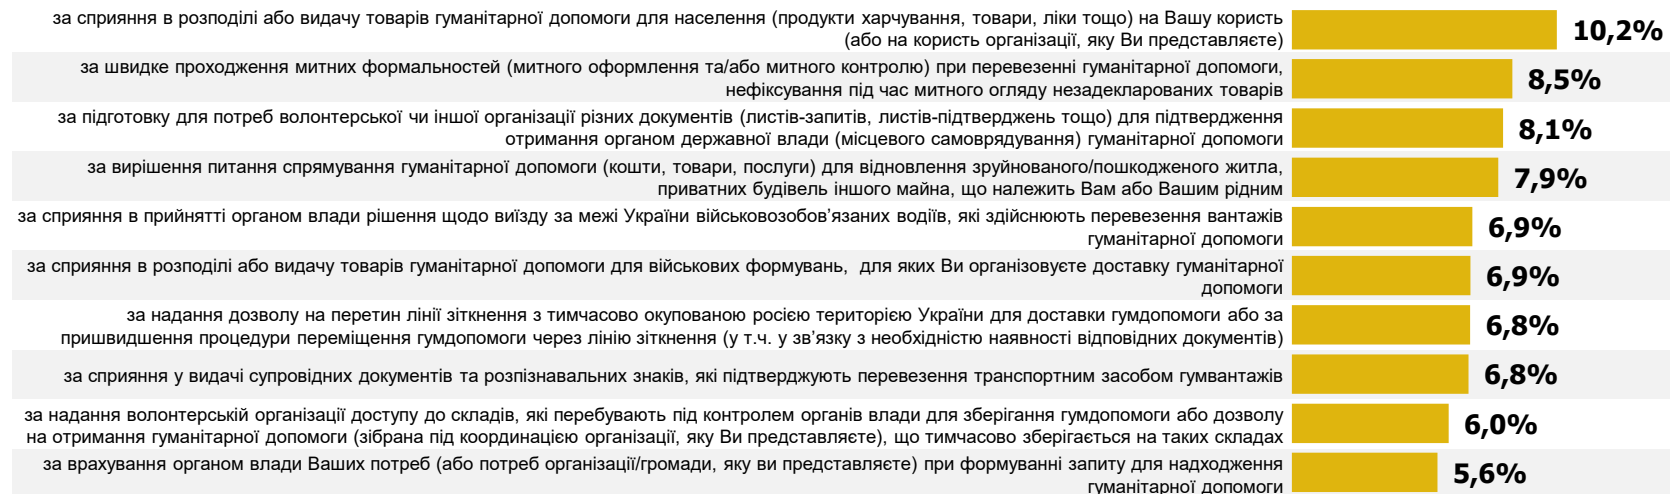 за сприяння в розподілі або видачу товарів гуманітарної допомоги для населення (продукти харчування, товари, ліки тощо) на Вашу користь
(або на користь організації, яку Ви представляєте)
10,2%
за швидке проходження митних формальностей (митного оформлення та/або митного контролю) при перевезенні гуманітарної допомоги,
нефіксування під час митного огляду незадекларованих товарів
8,5%
за підготовку для потреб волонтерської чи іншої організації різних документів (листів-запитів, листів-підтверджень тощо) для підтвердження
отримання органом державної влади (місцевого самоврядування) гуманітарної допомоги
8,1%
за вирішення питання спрямування гуманітарної допомоги (кошти, товари, послуги) для відновлення зруйнованого/пошкодженого житла,
приватних будівель іншого майна, що належить Вам або Вашим рідним
7,9%
за сприяння в прийнятті органом влади рішення щодо виїзду за межі України військовозобов’язаних водіїв, які здійснюють перевезення вантажів
гуманітарної допомоги
6,9%
за сприяння в розподілі або видачу товарів гуманітарної допомоги для військових формувань, для яких Ви організовуєте доставку гуманітарної
допомоги
6,9%
за надання дозволу на перетин лінії зіткнення з тимчасово окупованою росією територією України для доставки гумдопомоги або за
пришвидшення процедури переміщення гумдопомоги через лінію зіткнення (у т.ч. у зв’язку з необхідністю наявності відповідних документів)
6,8%
за сприяння у видачі супровідних документів та розпізнавальних знаків, які підтверджують перевезення транспортним засобом гумвантажів
6,8%
за надання волонтерській організації доступу до складів, які перебувають під контролем органів влади для зберігання гумдопомоги або дозволу
на отримання гуманітарної допомоги (зібрана під координацією організації, яку Ви представляєте), що тимчасово зберігається на таких складах
6,0%
за врахування органом влади Ваших потреб (або потреб організації/громади, яку ви представляєте) при формуванні запиту для надходження
гуманітарної допомоги
5,6%